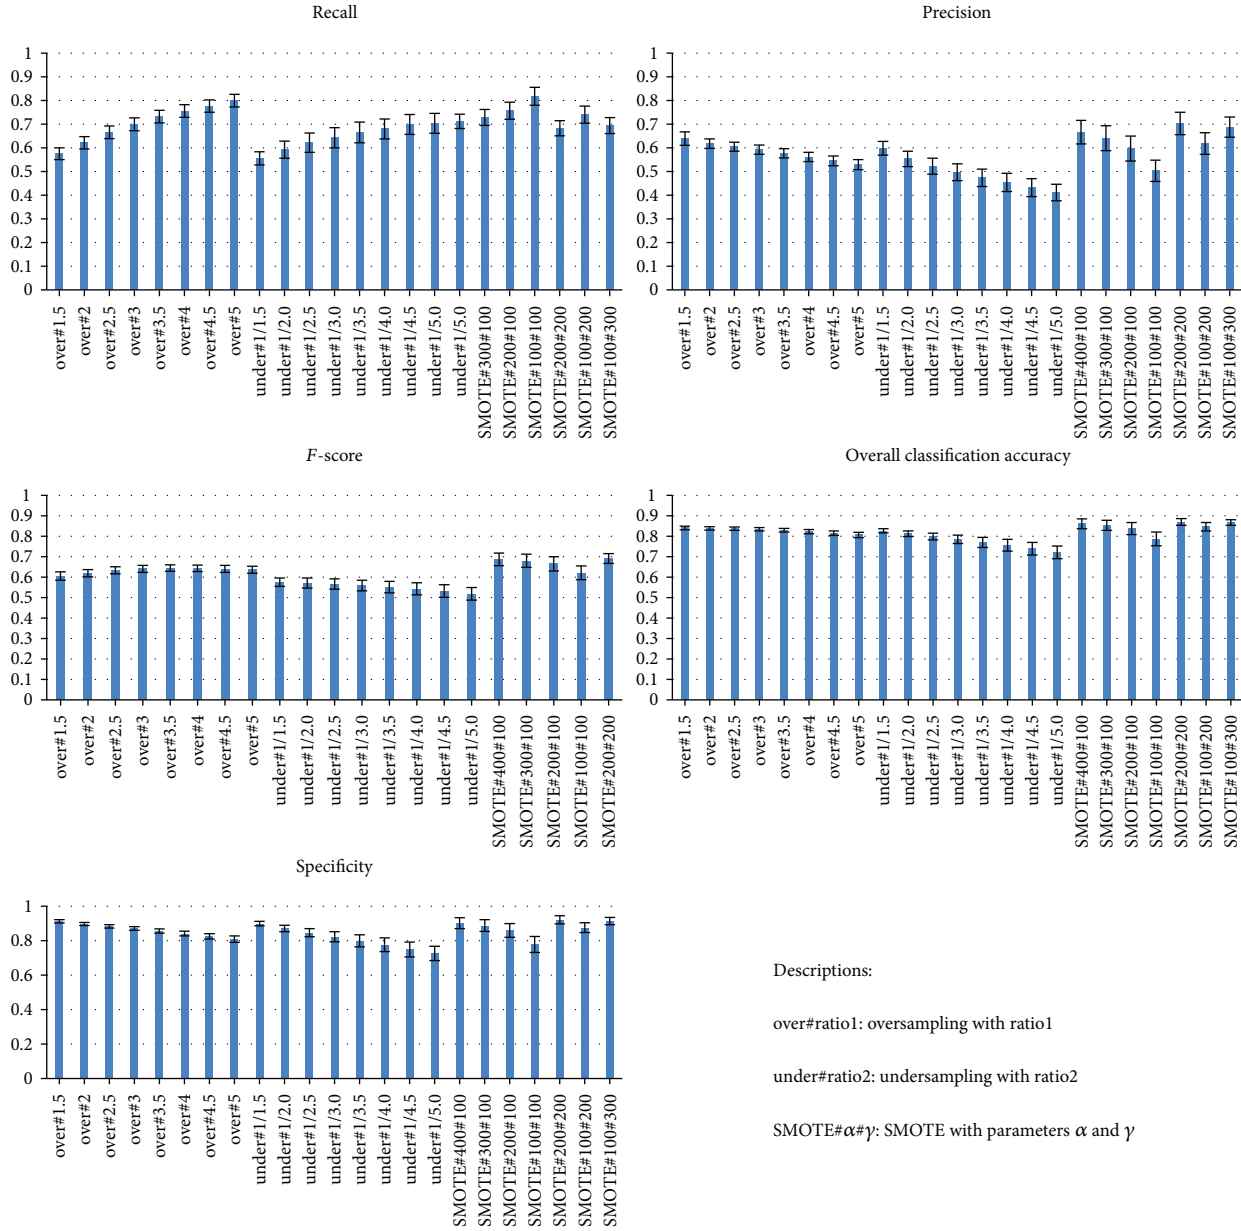 Recall
1
0.9
0.8
0.7
0.6
0.5
0.4
0.3
0.2
0.1
0
over#1.5
over#2
over#2.5
over#3
over#3.5
over#4
over#4.5
over#5
under#1/1.5
under#1/2.0
under#1/2.5
under#1/3.0
under#1/3.5
under#1/4.0
under#1/4.5
under#1/5.0
under#1/5.0
SMOTE#300#100
SMOTE#200#100
SMOTE#100#100
SMOTE#200#200
SMOTE#100#200
SMOTE#100#300
Precision
1
0.9
0.8
0.7
0.6
0.5
0.4
0.3
0.2
0.1
0
over#1.5
over#2
over#2.5
over#3
over#3.5
over#4
over#4.5
over#5
under#1/1.5
under#1/2.0
under#1/2.5
under#1/3.0
under#1/3.5
under#1/4.0
under#1/4.5
under#1/5.0
SMOTE#400#100
SMOTE#300#100
SMOTE#200#100
SMOTE#100#100
SMOTE#200#200
SMOTE#100#200
SMOTE#100#300
F-score
1
0.9
0.8
0.7
0.6
0.5
0.4
0.3
0.2
0.1
0
over#1.5
over#2
over#2.5
over#3
over#3.5
over#4
over#4.5
over#5
under#1/1.5
under#1/2.0
under#1/2.5
under#1/3.0
under#1/3.5
under#1/4.0
under#1/4.5
under#1/5.0
SMOTE#400#100
SMOTE#300#100
SMOTE#200#100
SMOTE#100#100
SMOTE#200#200
Overall classification accuracy
1
0.9
0.8
0.7
0.6
0.5
0.4
0.3
0.2
0.1
0
over#1.5
over#2
over#2.5
over#3
over#3.5
over#4
over#4.5
over#5
under#1/1.5
under#1/2.0
under#1/2.5
under#1/3.0
under#1/3.5
under#1/4.0
under#1/4.5
under#1/5.0
SMOTE#400#100
SMOTE#300#100
SMOTE#200#100
SMOTE#100#100
SMOTE#200#200
SMOTE#100#200
SMOTE#100#300
Specificity
1
0.8
0.6
0.4
0.2
0
over#1.5
over#2
over#2.5
over#3
over#3.5
over#4
over#4.5
over#5
under#1/1.5
under#1/2.0
under#1/2.5
under#1/3.0
under#1/3.5
under#1/4.0
under#1/4.5
under#1/5.0
SMOTE#400#100
SMOTE#300#100
SMOTE#200#100
SMOTE#100#100
SMOTE#200#200
SMOTE#100#200
SMOTE#100#300
Descriptions:
over#ratio1: oversampling with ratio1
under#ratio2: undersampling with ratio2
SMOTE#α#γ: SMOTE with parameters α and γ